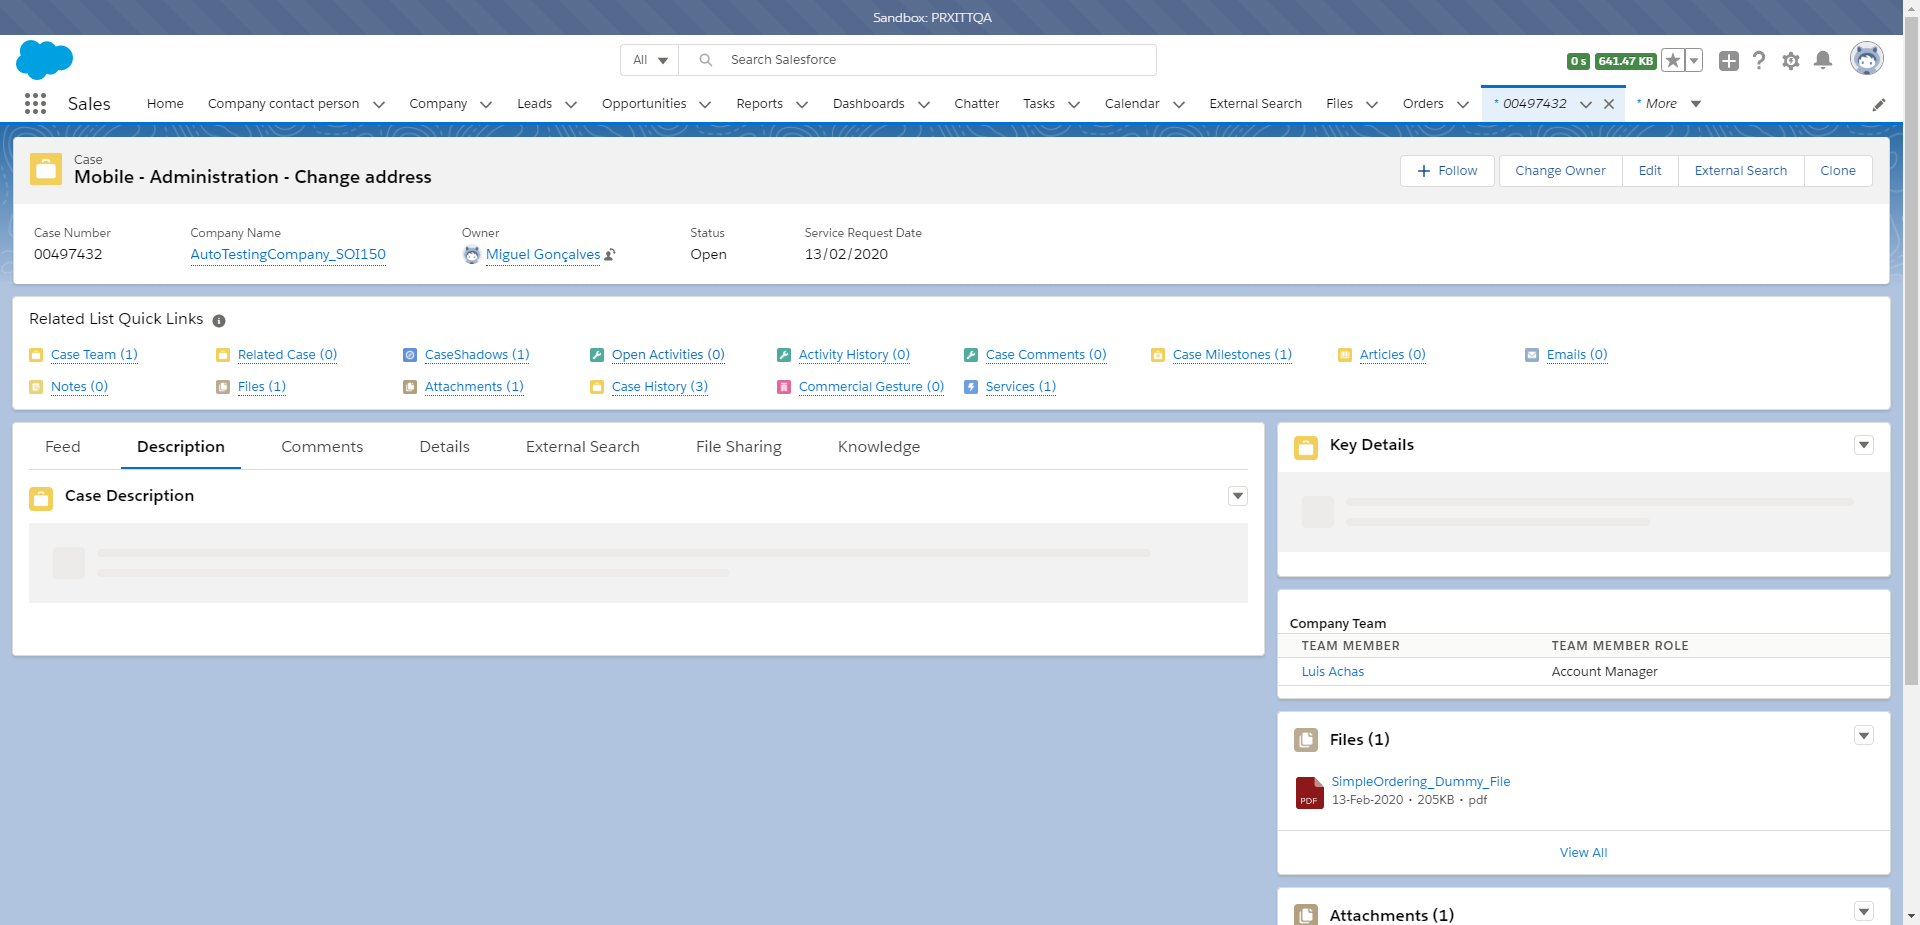 Sandbox: PRXITTQA
All Search Salesforce
0 s 641.47 KB
Sales Home Company contact person Company Leads Opportunities Reports Dashboards Chatter Tasks Calendar External Search Files Orders * 00497432 * More
Case
Mobile - Administration - Change address
Follow Change Owner Edit External Search Clone
Case Number Company Name Owner Status Service Request Date
00497432 AutoTestingCompany_SOI150 Miguel Gonçalves Open 13/02/2020
Related List Quick Links
Case Team (1) Related Case (0) CaseShadows (1) Open Activities (0) Activity History (0) Case Comments (0) Case Milestones (1) Articles (0) Emails (0)
Notes (0) Files (1) Attachments (1) Case History (3) Commercial Gesture (0) Services (1)
Feed Description Comments Details External Search File Sharing Knowledge
Case Description
Key Details
Company Team
TEAM MEMBER TEAM MEMBER ROLE
Luis Achas Account Manager
Files (1)
SimpleOrdering_Dummy_File
PDF 13-Feb-2020 • 205KB • pdf
View All
Attachments (1)